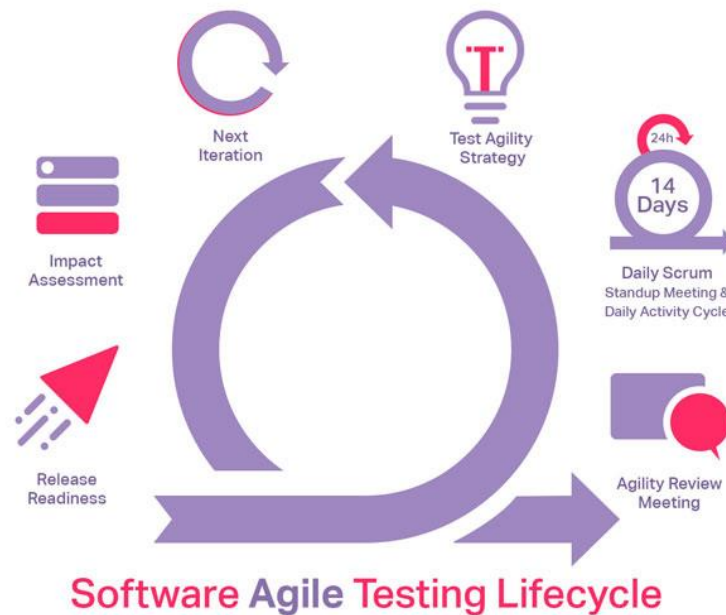 Next
Iteration
T
Test Agility
Strategy
24h
14
Days
Daily Scrum
Standup Meeting &
Daily Activity Cycle
Impact
Assessment
Release
Readiness
Agility Review
Meeting
Software Agile Testing Lifecycle